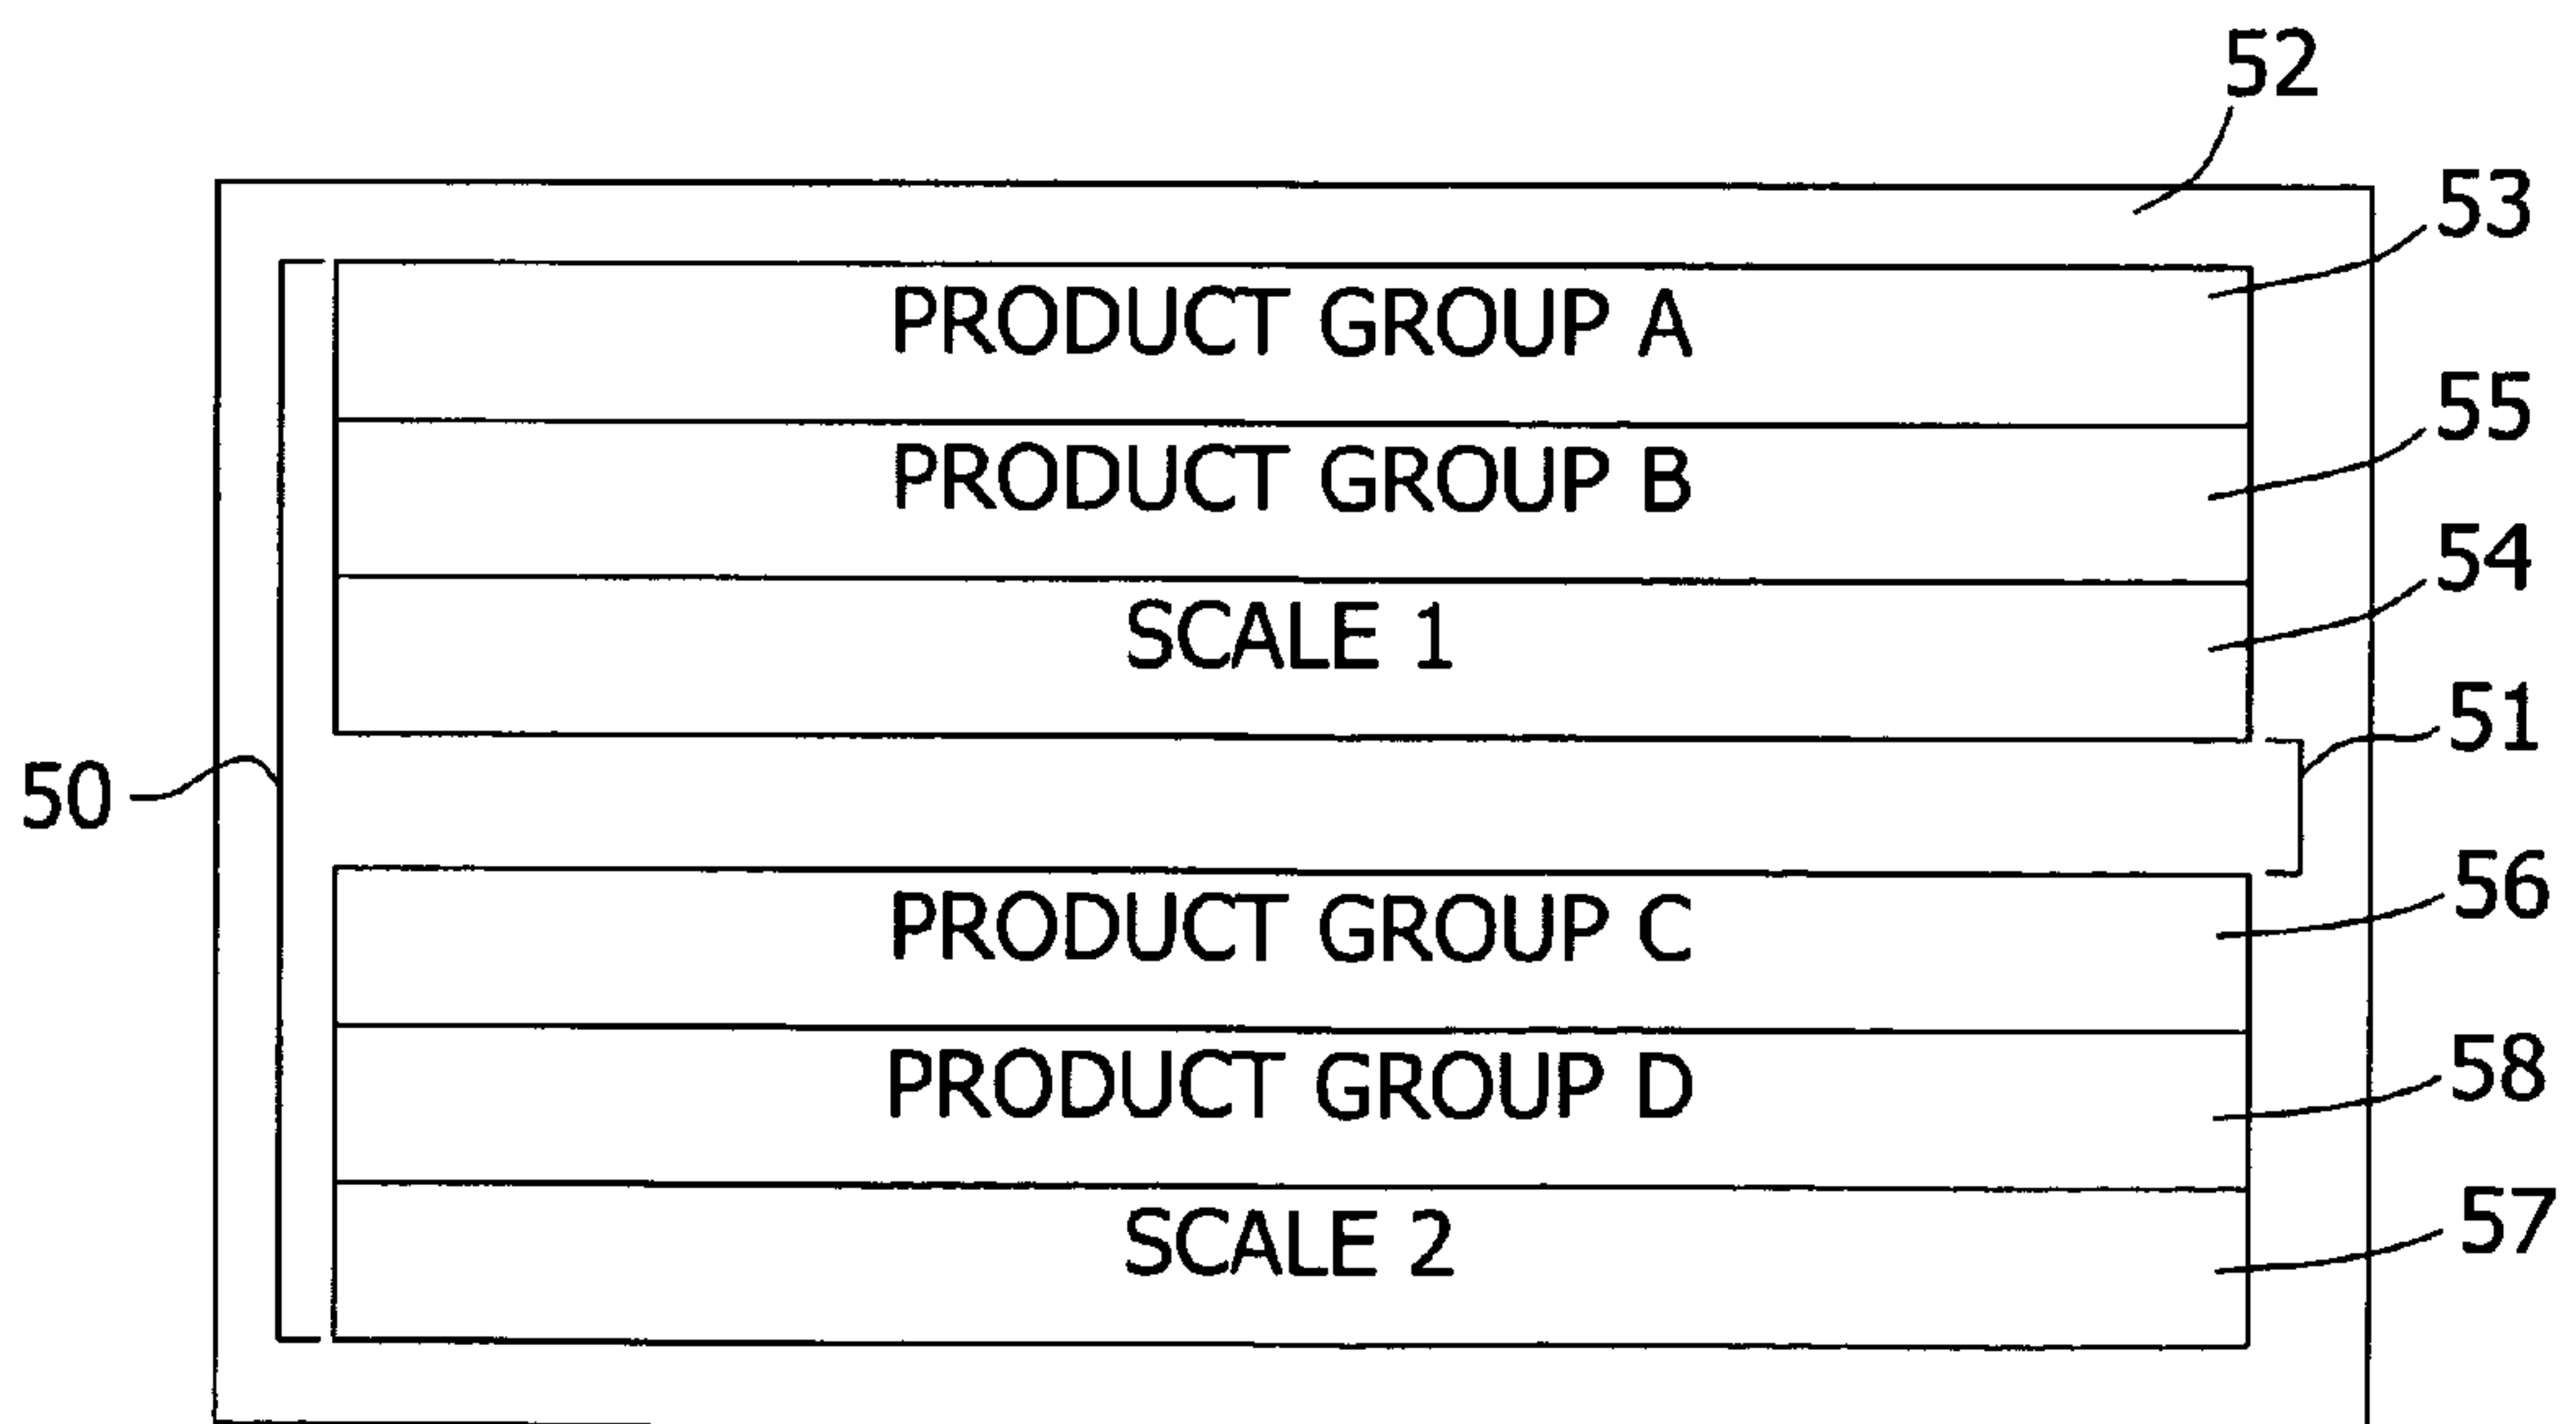 52
53
PRODUCT GROUP A
55
PRODUCT GROUP B
54
SCALE 1
51
50
56
PRODUCT GROUP C
58
PRODUCT GROUP D
57
SCALE 2